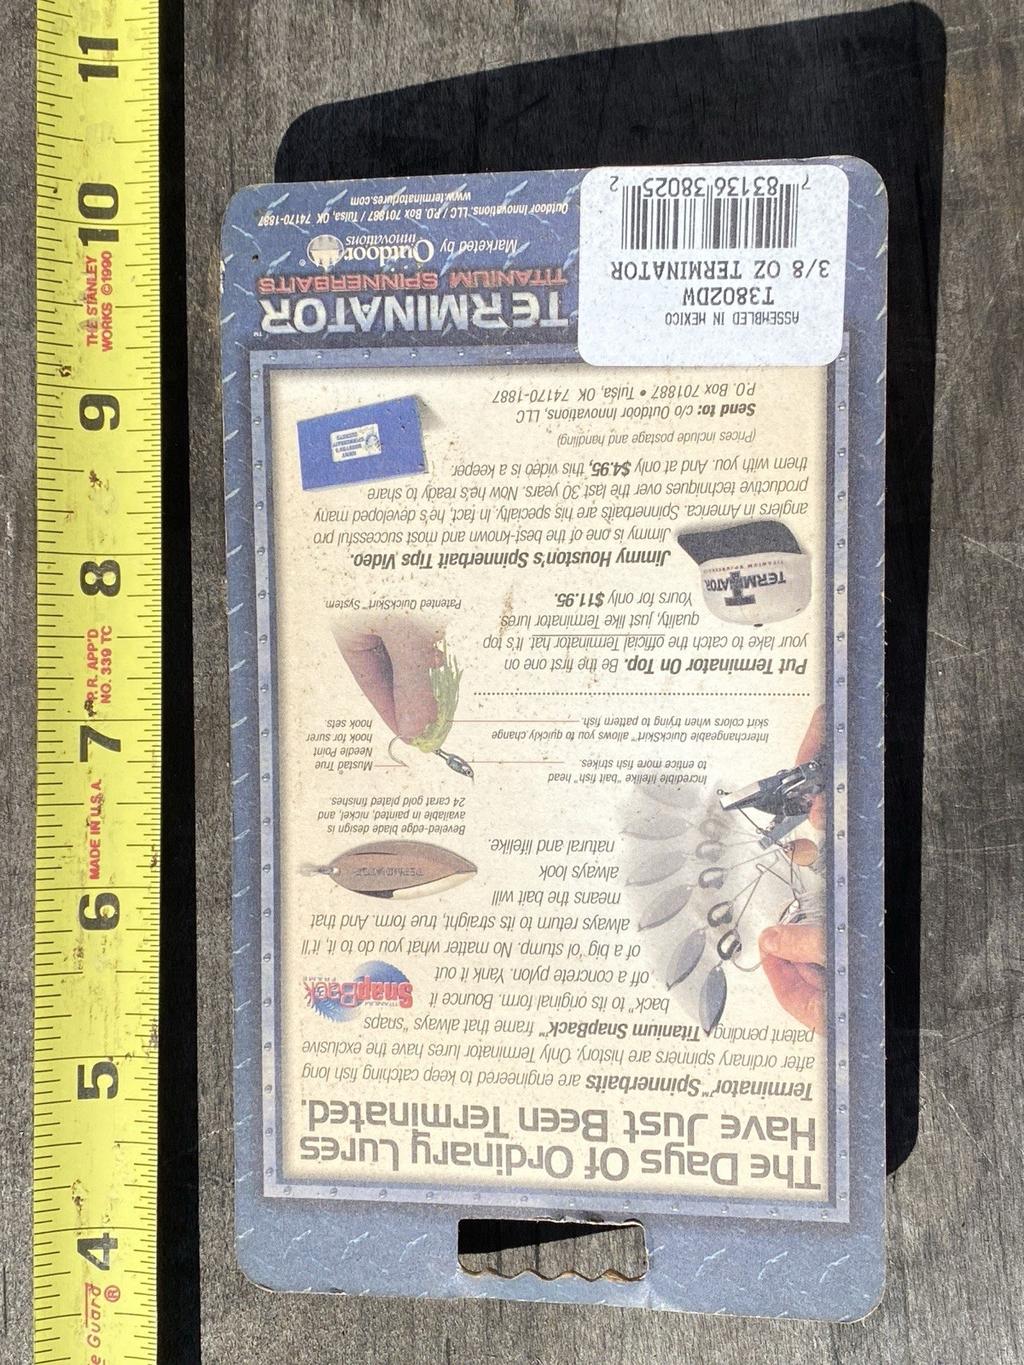 The Days Of Ordinary Lures
Have Just Been Terminated.
Terminator™ Spinnerbaits are engineered to keep catching fish long
after ordinary spinners are history. Only Terminator lures have the exclusive
patent pending Titanium SnapBack™ frame that always "snaps
back" to its original form. Bounce it
off a concrete pylon. Yank it out
of a big 'ol' stump. No matter what you do to it, it'll
always return to its straight, true form. And that
means the bait will
always look
natural and lifelike.
TITANIUM
SnapBack
FRAME
TERMINATOR
Beveled-edge blade design is
available in painted, nickel, and
24 carat gold plated finishes.
Incredible lifelike "bait fish" head
to entice more fish strikes.
Interchangeable QuickSkirt™ allows you to quickly change
skirt colors when trying to pattern fish.
Mustad True
Needle Point
hook for surer
hook sets.
Patented QuickSkirt™ System.
Put Terminator On Top. Be the first one on
your lake to catch the official Terminator hat. It's top
quality, just like Terminator lures.
Yours for only $11.95.
TERMINATOR
TITANIUM SPINNERBAITS
Jimmy Houston's Spinnerbait Tips Video.
Jimmy is one of the best-known and most successful pro
anglers in America. Spinnerbaits are his specialty. In fact, he's developed many
productive techniques over the last 30 years. Now he's ready to share
them with you. And at only $4.95, this video is a keeper.
(Prices include postage and handling)
Send to: c/o Outdoor Innovations, LLC
P.O. Box 701887 • Tulsa, OK 74170-1887
TERMINATOR™
TITANIUM SPINNERBAITS
Marketed by Outdoor Innovations®
Outdoor Innovations, LLC / P.O. Box 701887 / Tulsa, OK 74170-1887
www.terminatorlures.com
ASSEMBLED IN MEXICO
T3802DW
3/8 OZ TERMINATOR
7 83136 38025 2
e Guard®
4
5
6
MADE IN U.S.A.
7
P.R. APP'D
NO. 339 TC
8
9
THE STANLEY
WORKS ©1990
10
11